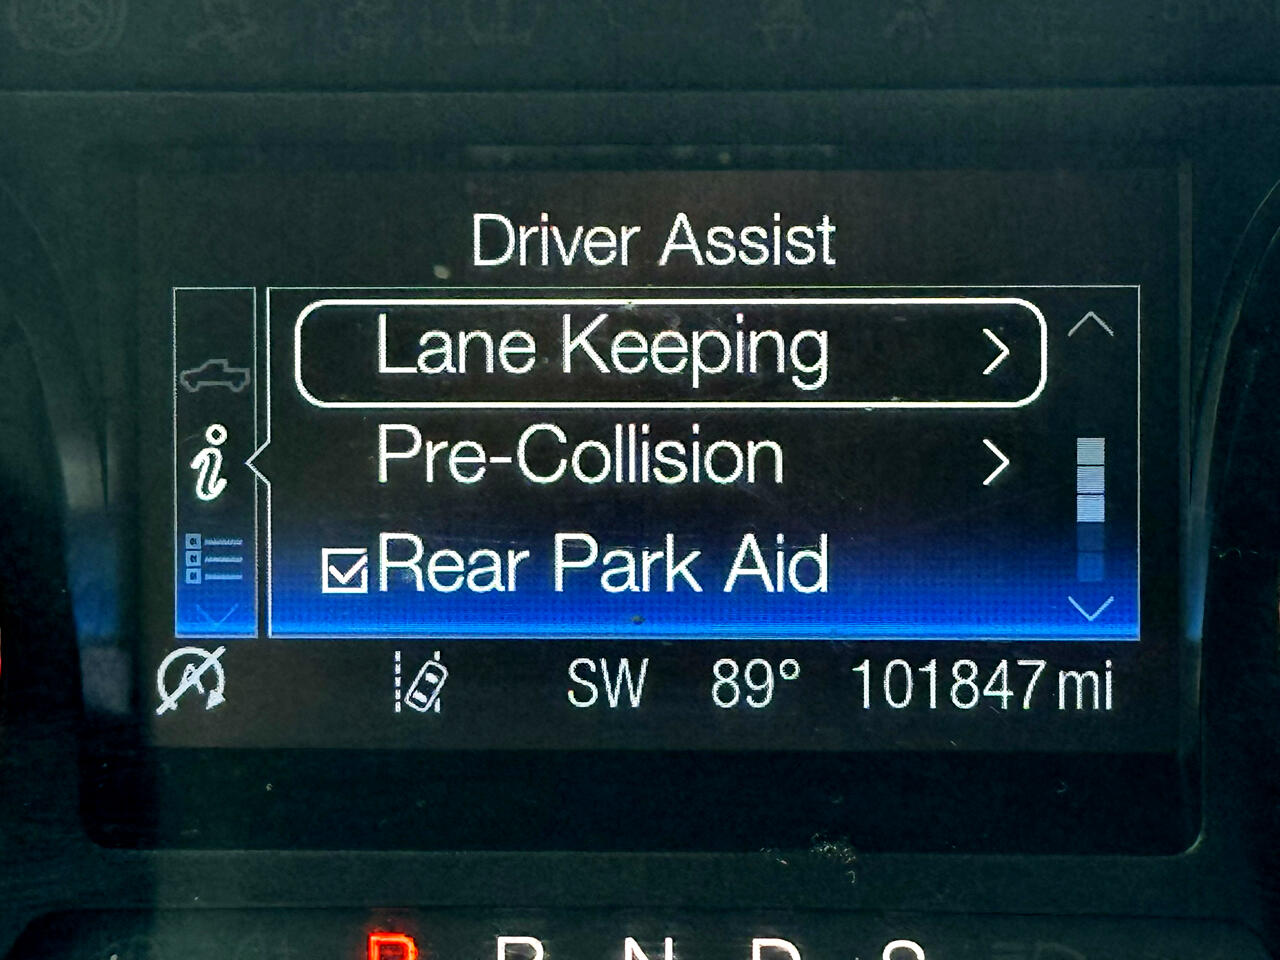 Driver Assist
Lane Keeping
Pre-Collision
Rear Park Aid
SW 89° 101847 mi
P R N D S